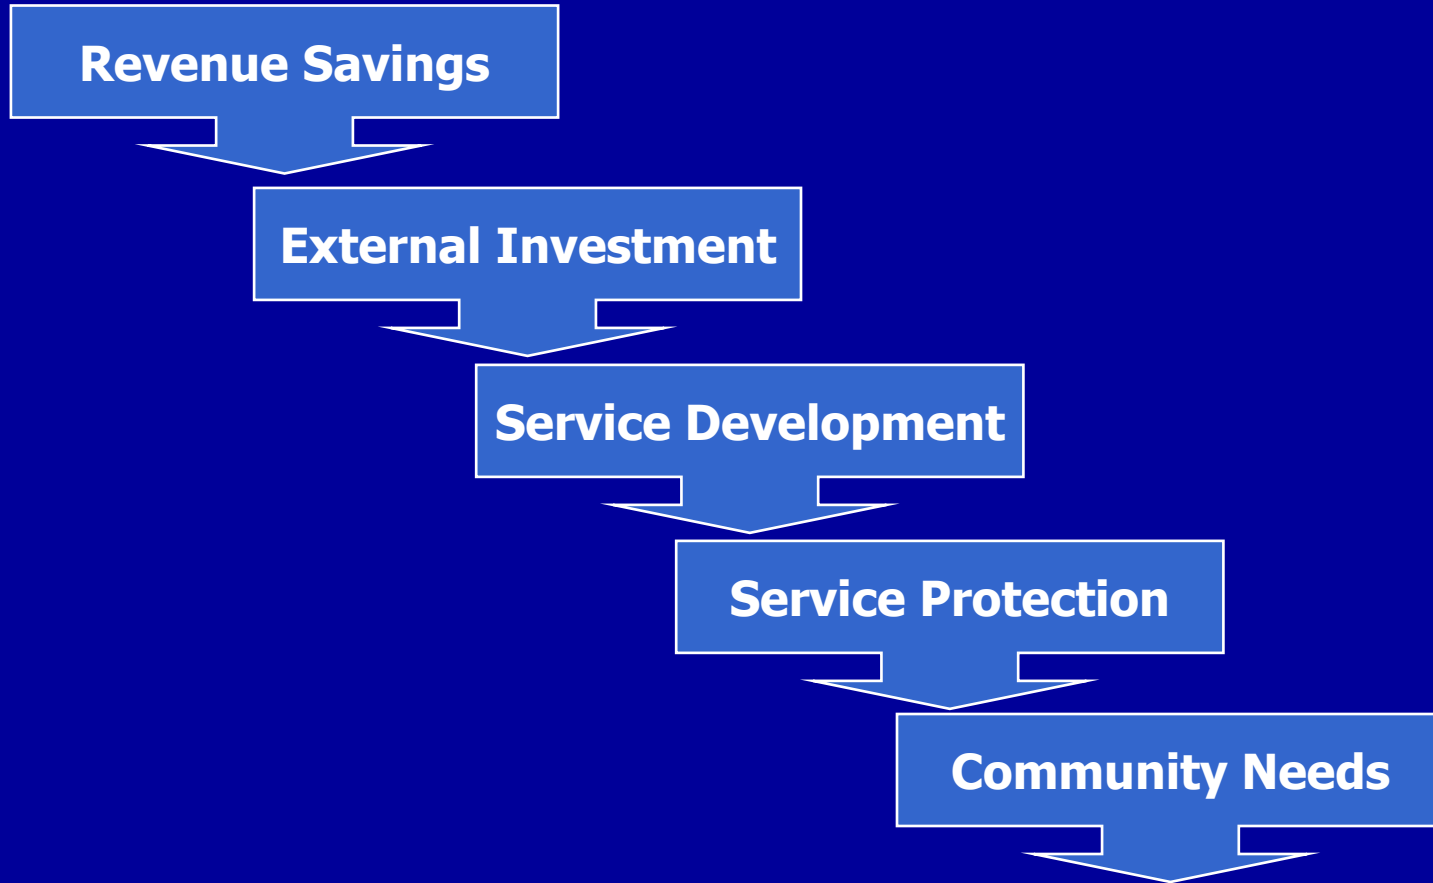 Revenue Savings
External Investment
Service Development
Service Protection
Community Needs